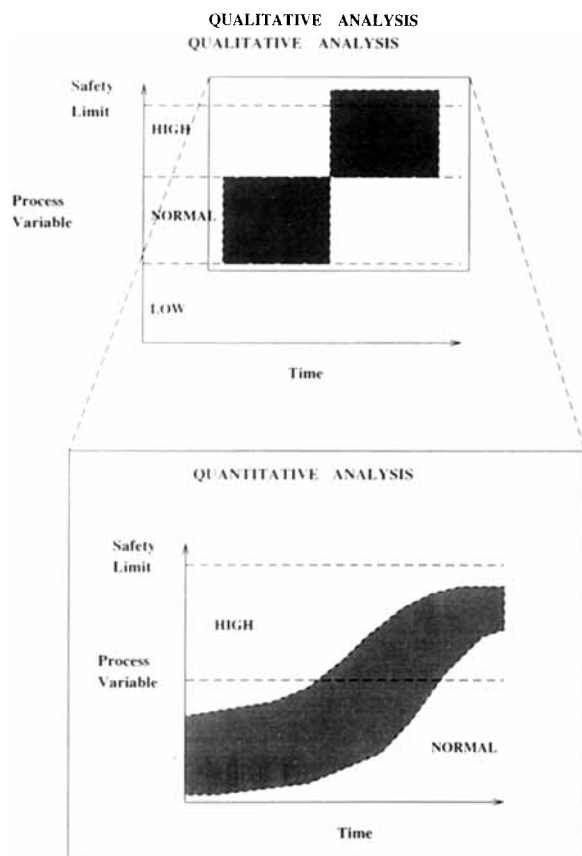 QUALITATIVE ANALYSIS
QUALITATIVE ANALYSIS
Safety
Limit
HIGH
Process
Variable
NORMAL
LOW
Time
QUANTITATIVE ANALYSIS
Safety
Limit
HIGH
Process
Variable
NORMAL
Time